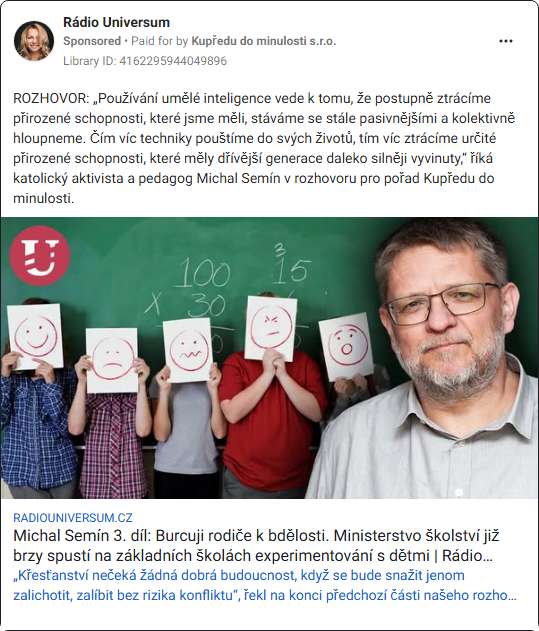 Rádio Universum
Sponsored • Paid for by Kupředu do minulosti s.r.o.
Library ID: 4162295944049896
ROZHOVOR: „Používání umělé inteligence vede k tomu, že postupně ztrácíme
přirozené schopnosti, které jsme měli, stáváme se stále pasivnějšími a kolektivně
hloupneme. Čím víc techniky pouštíme do svých životů, tím víc ztrácíme určité
přirozené schopnosti, které měly dřívější generace daleko silněji vyvinuty,“ říká
katolický aktivista a pedagog Michal Semín v rozhovoru pro pořad Kupředu do
minulosti.
U
3
100 15
x 30
RADIOUNIVERSUM.CZ
Michal Semín 3. díl: Burcuji rodiče k bdělosti. Ministerstvo školství již
brzy spustí na základních školách experimentování s dětmi | Rádio…
„Křesťanství nečeká žádná dobrá budoucnost, když se bude snažit jenom
zalichotit, zalíbit bez rizika konfliktu“, řekl na konci předchozí části našeho rozho…